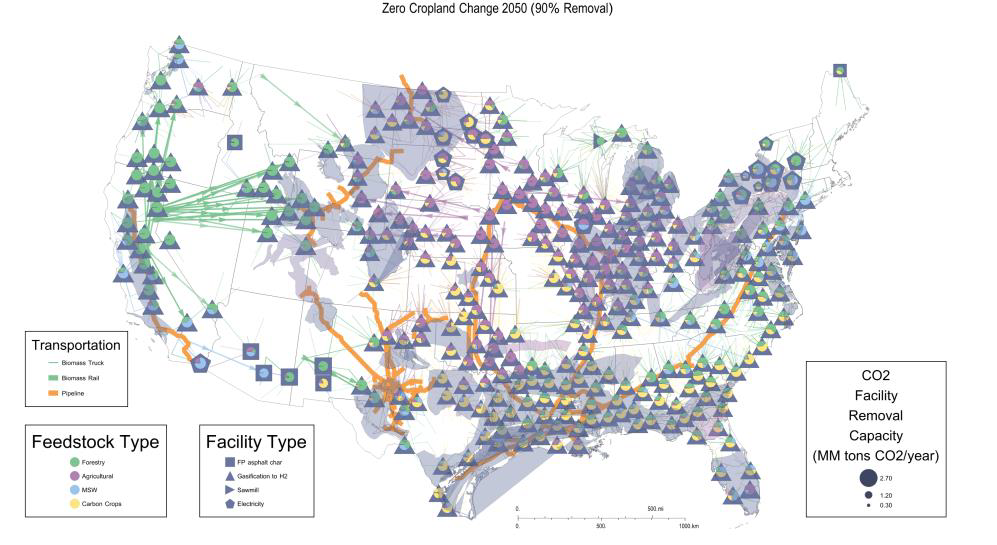 Zero Cropland Change 2050 (90% Removal)
Transportation
Biomass Truck
Biomass Rail
Pipeline
Feedstock Type
Forestry
Agricultural
MSW
Carbon Crops
Facility Type
FP asphalt char
Gasification to H2
Sawmill
Electricity
0.
500 mi
0.
500.
1000.km
CO2
Facility
Removal
Capacity
(MM tons CO2/year)
2.70
1.20
0.30